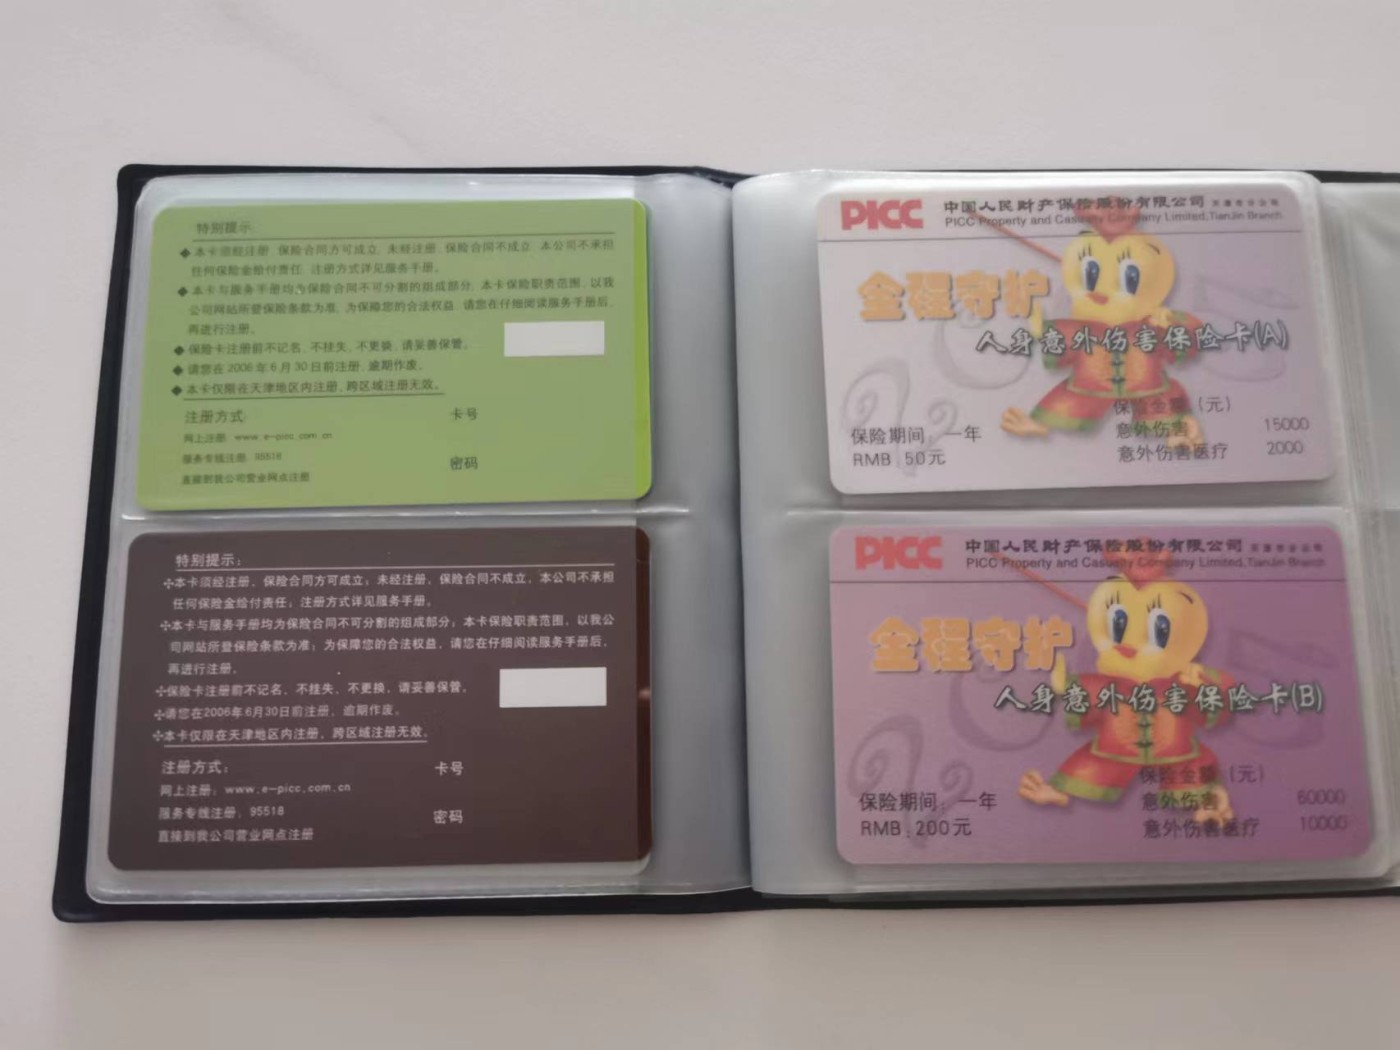 特别提示:
◆本卡须经注册,保险合同方可成立,未经注册,保险合同不成立,本公司不承担
任何保险金给付责任,注册方式详见服务手册。
◆本卡与服务手册均为保险合同不可分割的组成部分,本卡保险职责范围,以我
公司网站所登保险条款为准,为保障您的合法权益,请您在仔细阅读服务手册后,
再进行注册。
◆保险卡注册前不记名,不挂失,不更换,请妥善保管。
◆请您在2006年6月30日前注册,逾期作废。
◆本卡仅限在天津地区内注册,跨区域注册无效。
注册方式:
卡号
网上注册: www.e-picc.com.cn
服务专线注册: 95518
密码
直接到我公司营业网点注册
特别提示:
✣本卡须经注册,保险合同方可成立;未经注册,保险合同不成立,本公司不承担
任何保险金给付责任;注册方式详见服务手册。
✣本卡与服务手册均为保险合同不可分割的组成部分;本卡保险职责范围,以我公
司网站所登保险条款为准;为保障您的合法权益,请您在仔细阅读服务手册后,
再进行注册。
✣保险卡注册前不记名、不挂失、不更换,请妥善保管。
✣请您在2006年6月30日前注册,逾期作废。
✣本卡仅限在天津地区内注册,跨区域注册无效。
注册方式:
卡号
网上注册:www.e-picc.com.cn
服务专线注册:95518
密码
直接到我公司营业网点注册
PICC 中国人民财产保险股份有限公司 天津市分公司
PICC Property and Casualty Company Limited,TianJin Branch
全程守护
人身意外伤害保险卡(A)
保险金额(元)
保险期间:一年
意外伤害 15000
RMB 50元
意外伤害医疗 2000
PICC 中国人民财产保险股份有限公司 天津市分公司
PICC Property and Casualty Company Limited,TianJin Branch
全程守护
人身意外伤害保险卡(B)
保险金额(元)
保险期间:一年
意外伤害 60000
RMB 200元
意外伤害医疗 10000